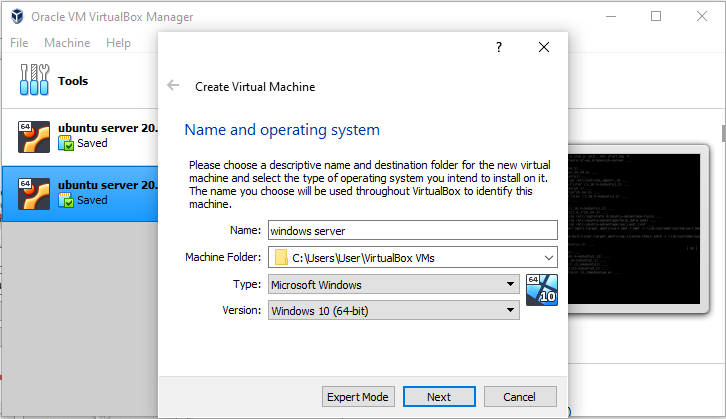 Oracle VM VirtualBox Manager
File Machine Help
Tools
64
ubuntu server 20.
Saved
64
ubuntu server 20.
Saved
?
Create Virtual Machine
Name and operating system
Please choose a descriptive name and destination folder for the new virtual
machine and select the type of operating system you intend to install on it.
The name you choose will be used throughout VirtualBox to identify this
machine.
Name: windows server
Machine Folder: C:\Users\User\VirtualBox VMs
Type: Microsoft Windows
64
10
Version: Windows 10 (64-bit)
Expert Mode Next Cancel